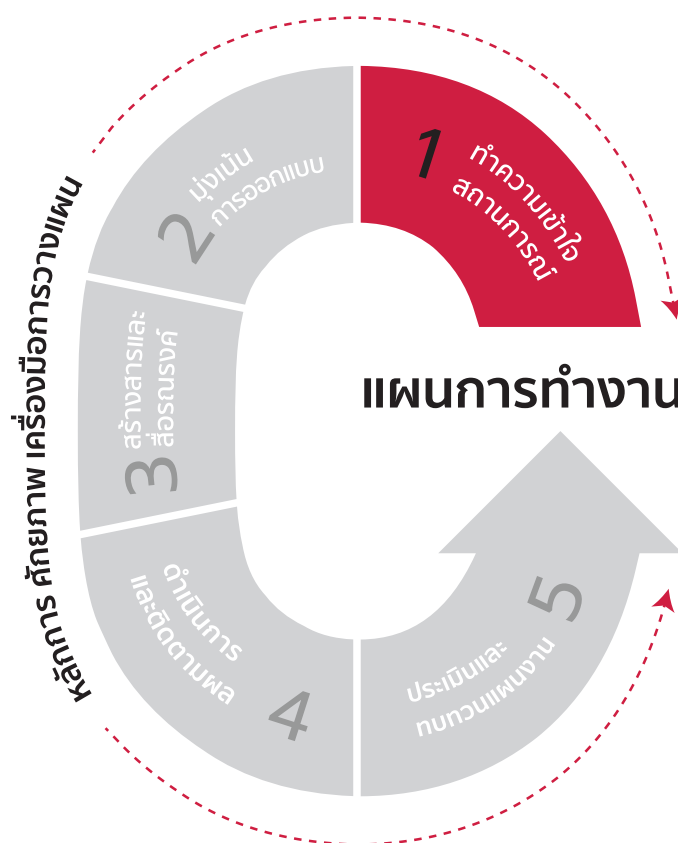 1
ทำความเข้าใจ
สถานการณ์
2
มุ่งเน้น
การออกแบบ
3
สร้างสารและ
สื่อรณรงค์
4
ดำเนินการ
และติดตามผล
5
ประเมินและ
ทบทวนแผนงาน
แผนการทำงาน
หลักการ ศักยภาพ เครื่องมือการวางแผน